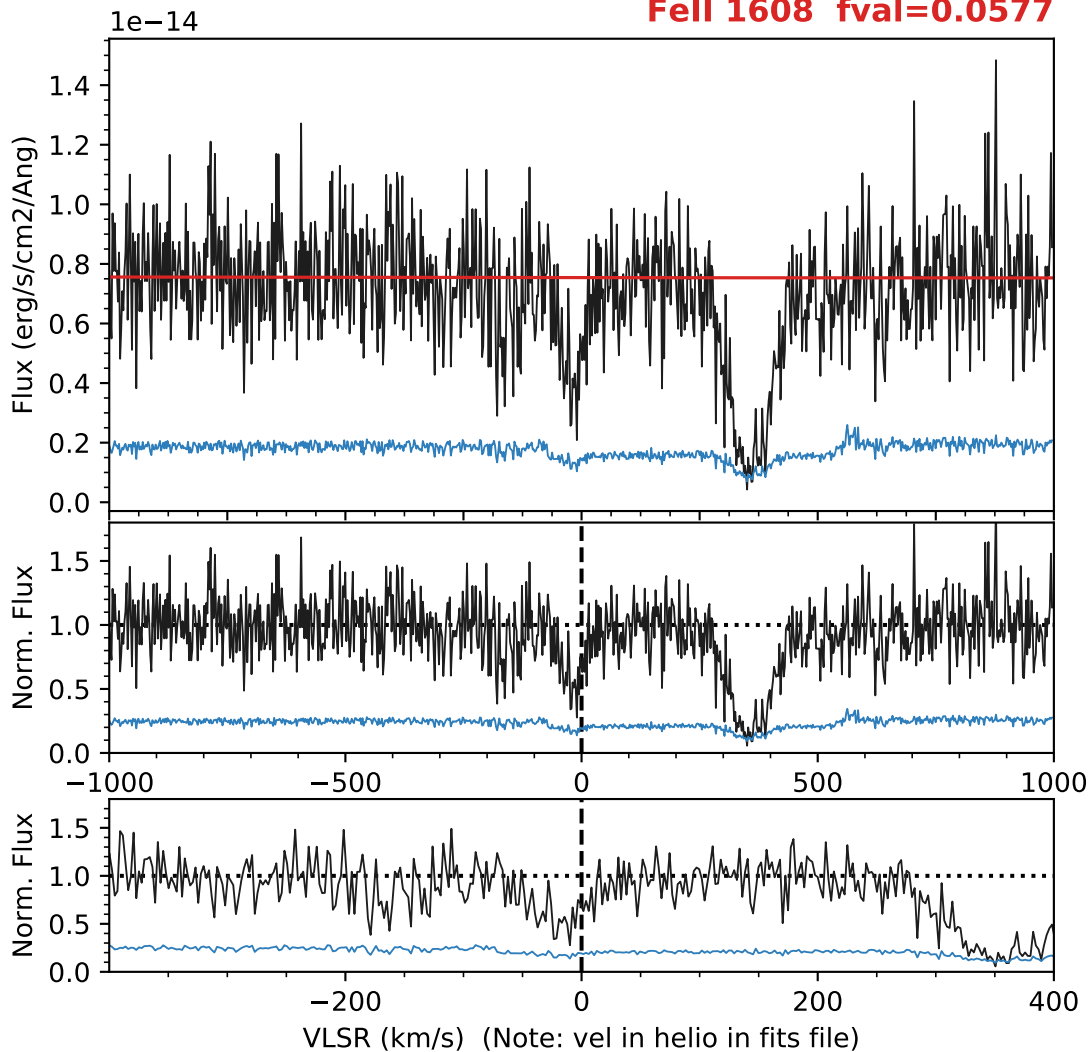 FeII 1608  fval=0.0577
1e−14
1.4
1.2
1.0
0.8
0.6
0.4
0.2
0.0
Flux (erg/s/cm2/Ang)
1.5
1.0
0.5
0.0
Norm. Flux
−1000 −500 0 500 1000
1.5
1.0
0.5
0.0
Norm. Flux
−200 0 200 400
VLSR (km/s)  (Note: vel in helio in fits file)